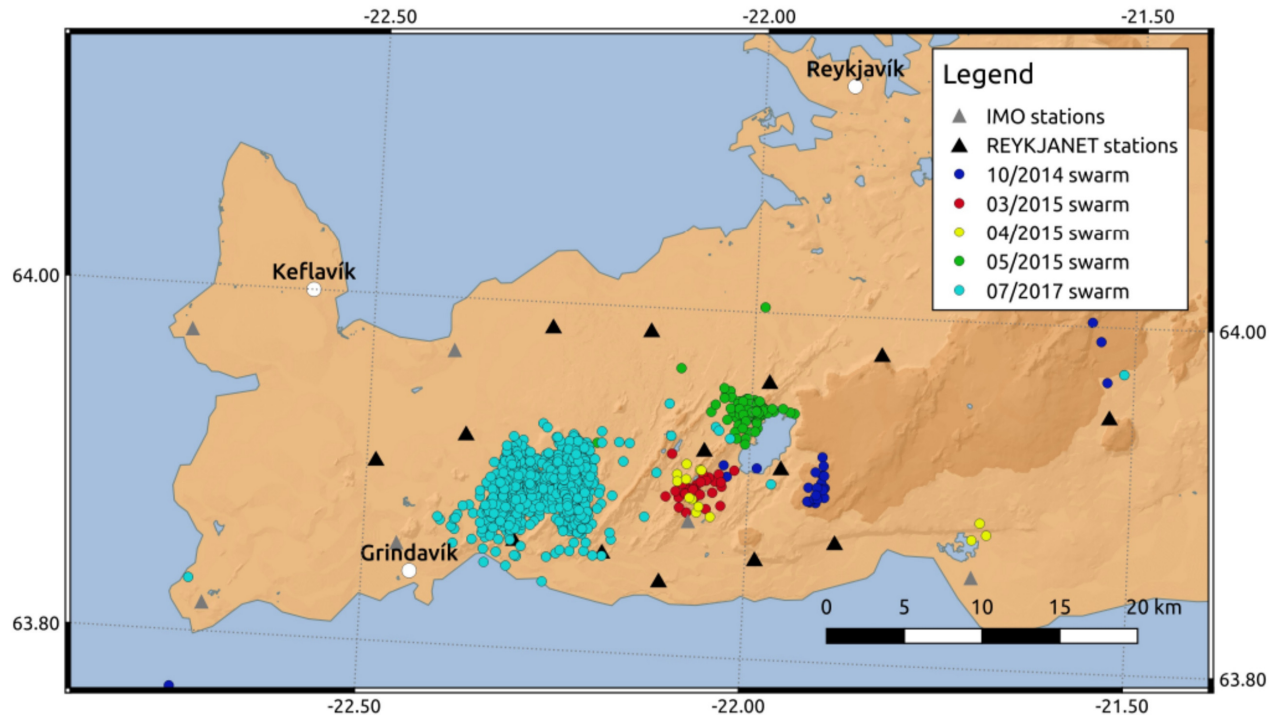 -22.50 -22.00 -21.50
Reykjavík
Legend
IMO stations
REYKJANET stations
10/2014 swarm
03/2015 swarm
04/2015 swarm
05/2015 swarm
07/2017 swarm
Keflavík
64.00
64.00
Grindavík
0 5 10 15 20 km
63.80
63.80
-22.50 -22.00 -21.50